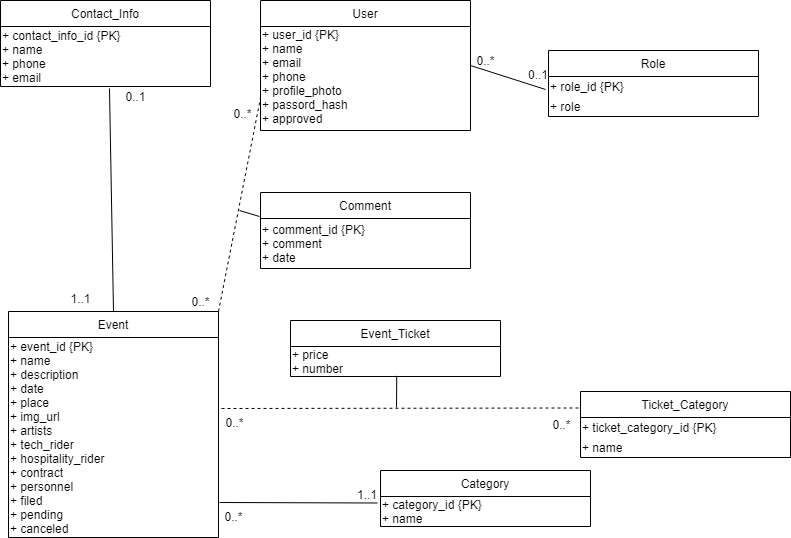 Contact_Info
+ contact_info_id {PK}
+ name
+ phone
+ email
0..1
User
+ user_id {PK}
+ name
+ email
+ phone
+ profile_photo
+ passord_hash
+ approved
0..*
0..*
0..1
Role
+ role_id {PK}
+ role
Comment
+ comment_id {PK}
+ comment
+ date
1..1
0..*
Event
+ event_id {PK}
+ name
+ description
+ date
+ place
+ img_url
+ artists
+ tech_rider
+ hospitality_rider
+ contract
+ personnel
+ filed
+ pending
+ canceled
Event_Ticket
+ price
+ number
0..*
0..*
Ticket_Category
+ ticket_category_id {PK}
+ name
0..*
1..1
Category
+ category_id {PK}
+ name